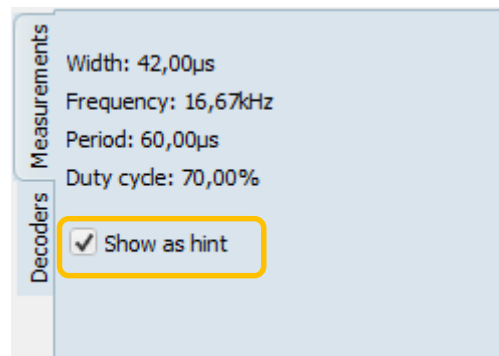 Measurements
Decoders
Width: 42,00µs
Frequency: 16,67kHz
Period: 60,00µs
Duty cycle: 70,00%
Show as hint